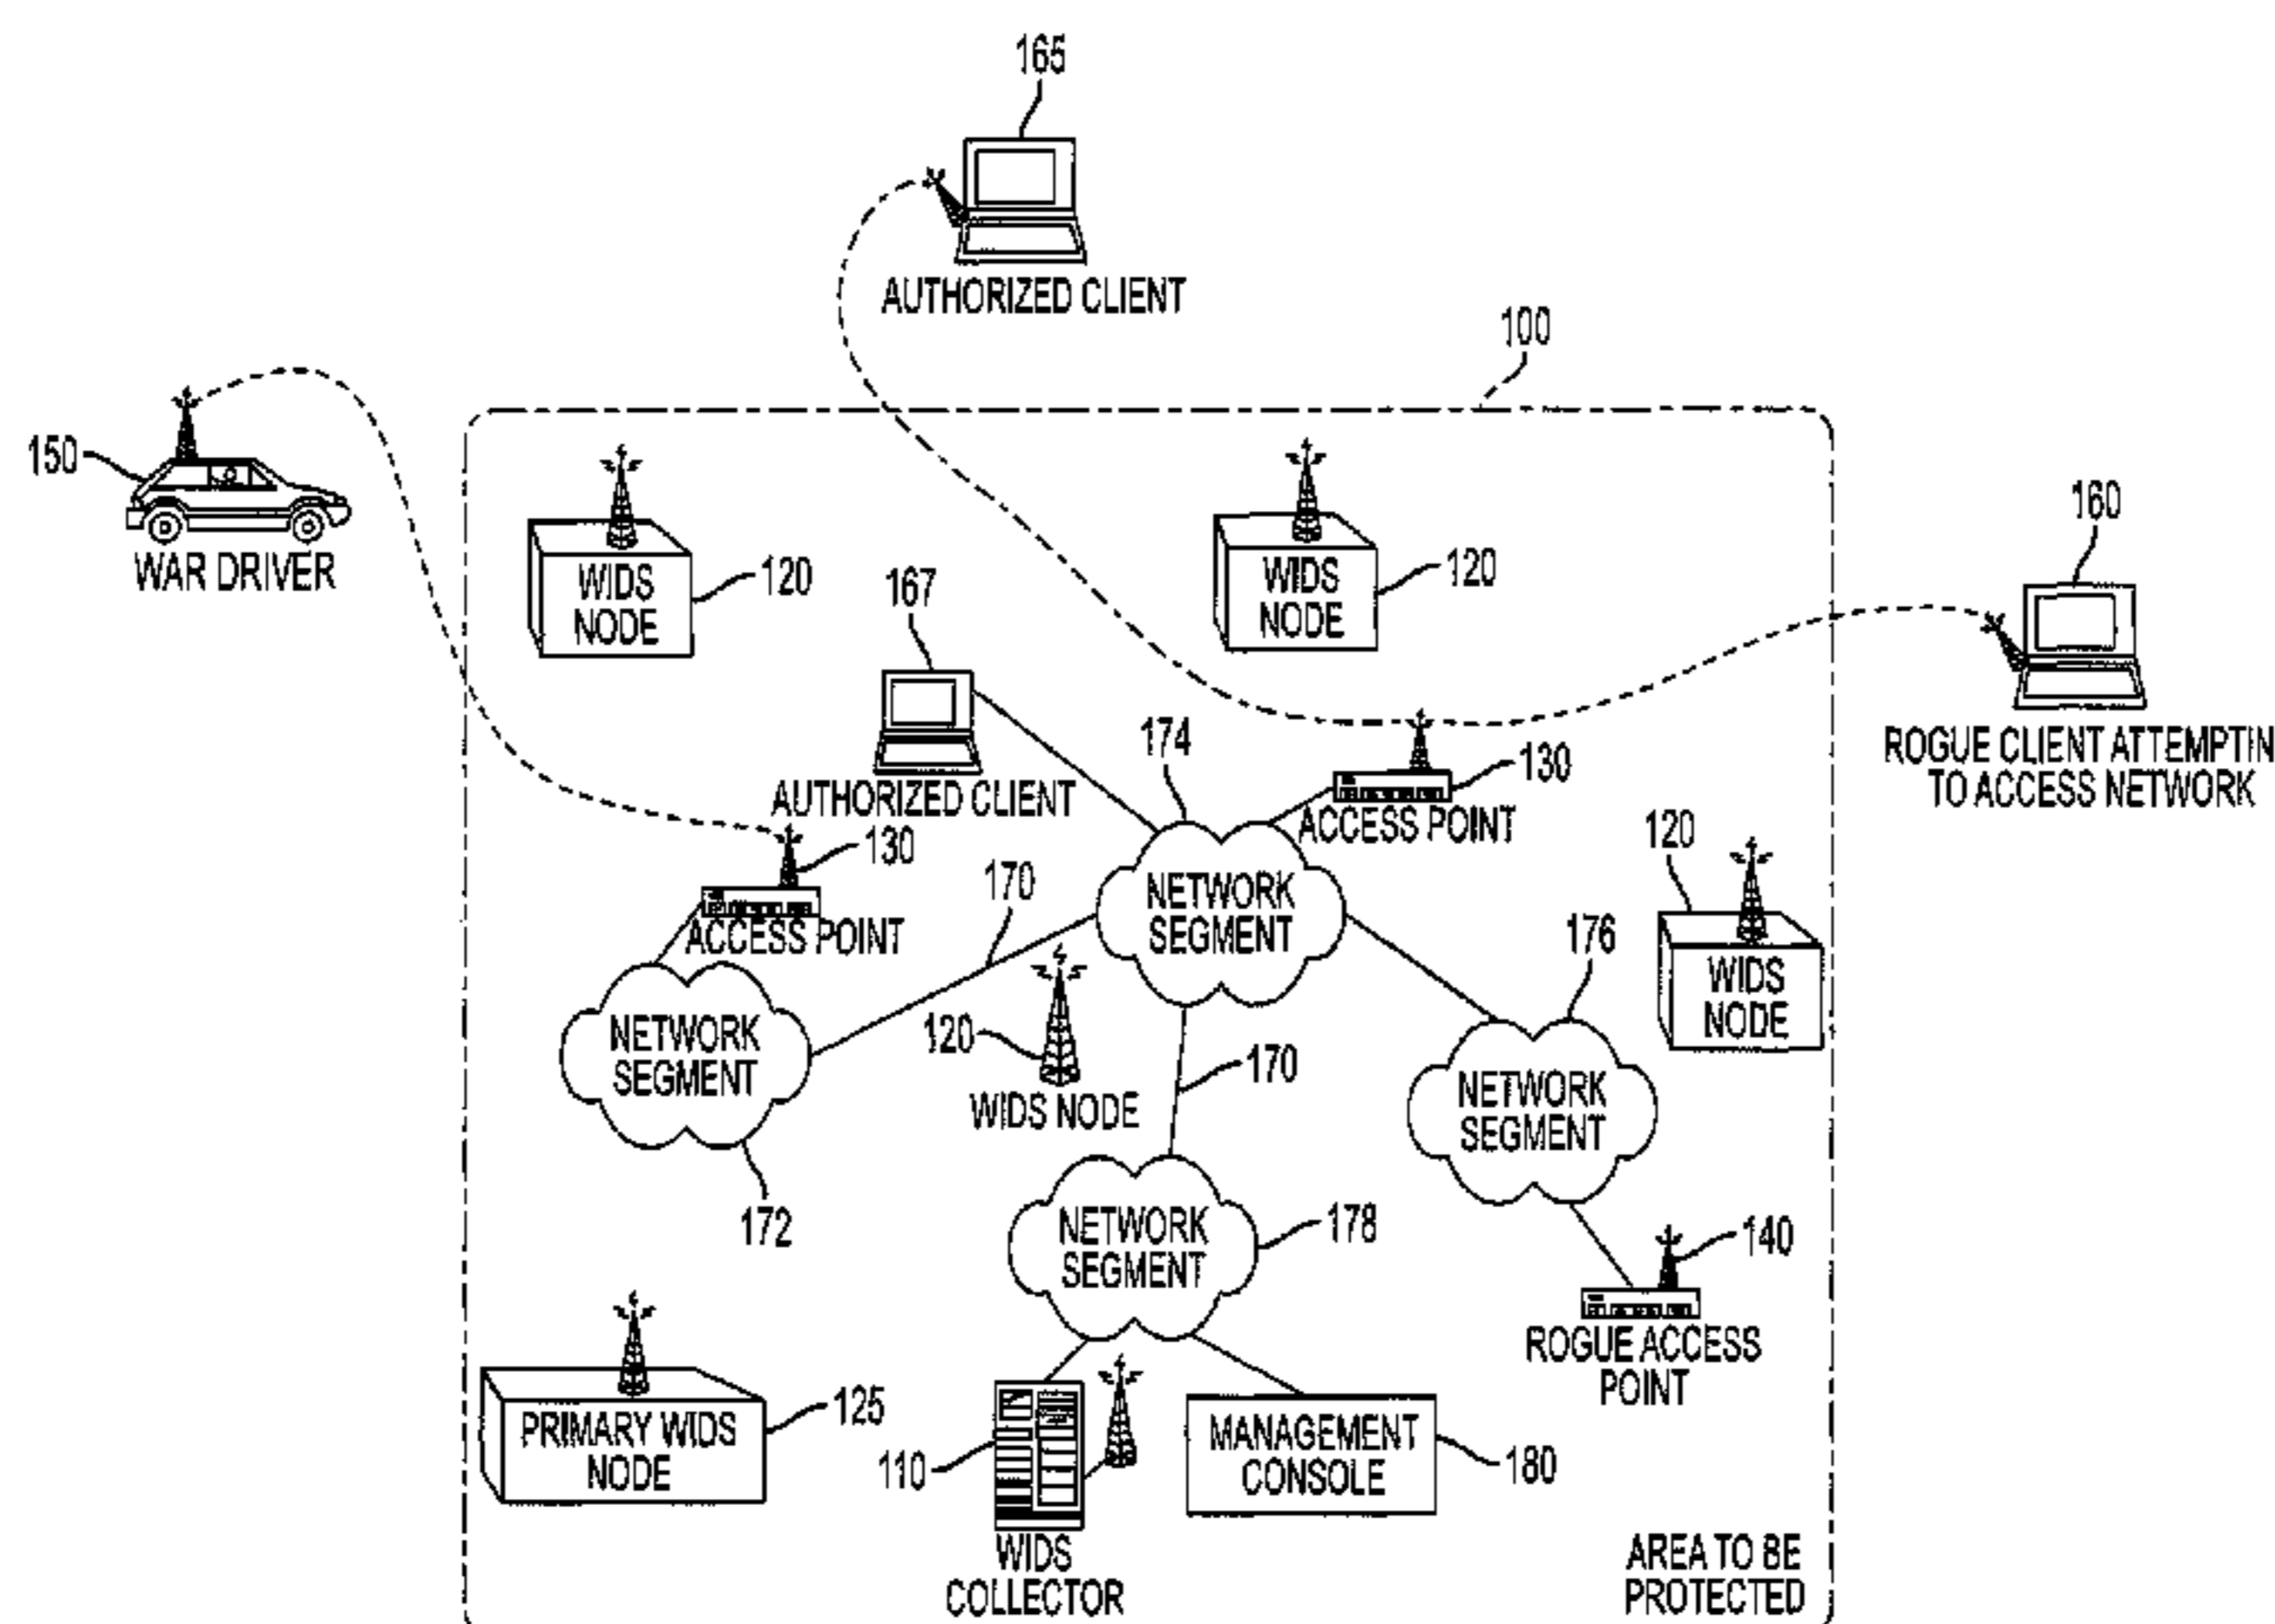 165
AUTHORIZED CLIENT
100
150
WAR DRIVER
WIDS
NODE
120
WIDS
NODE
120
160
167
ROGUE CLIENT ATTEMPTIN
TO ACCESS NETWORK
AUTHORIZED CLIENT
174
130
ACCESS POINT
130
ACCESS POINT
170
NETWORK
SEGMENT
120
WIDS
NODE
176
NETWORK
SEGMENT
172
120
WIDS NODE
170
NETWORK
SEGMENT
NETWORK
SEGMENT
178
140
ROGUE ACCESS
POINT
PRIMARY WIDS
NODE
125
110
WIDS
COLLECTOR
MANAGEMENT
CONSOLE
180
AREA TO BE
PROTECTED